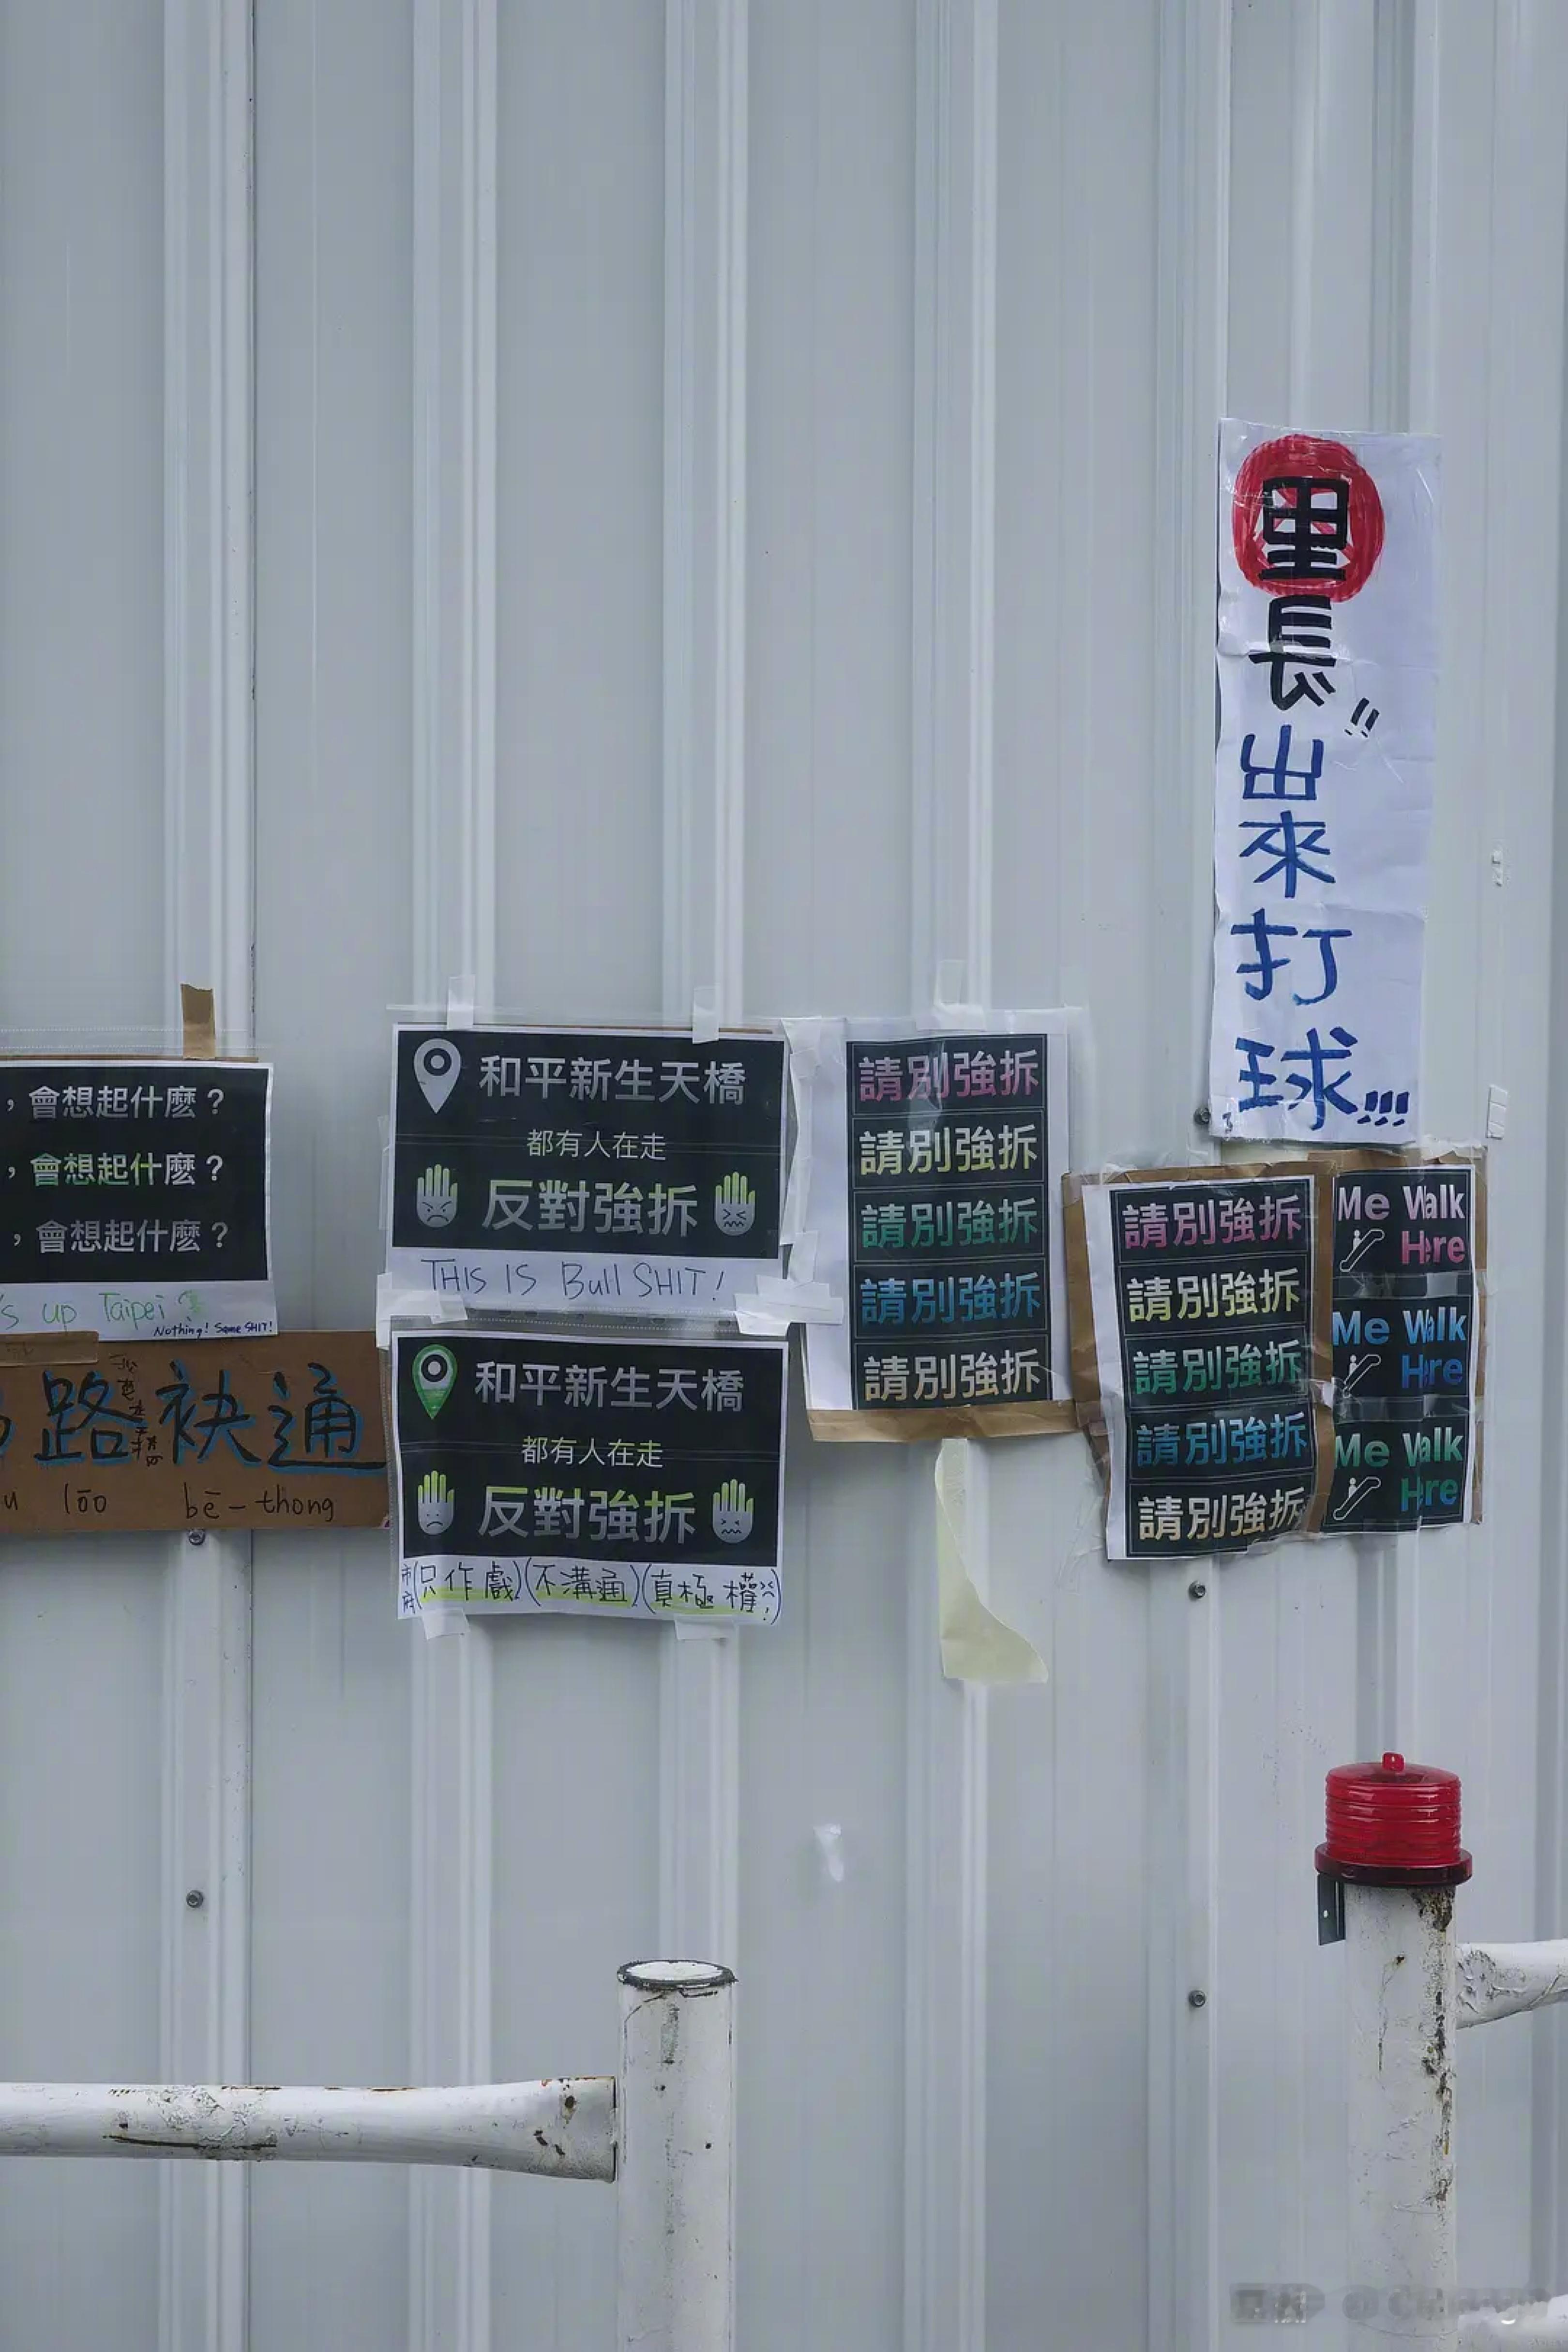 里長
出來打球!!!
，會想起什麼？
，會想起什麼？
，會想起什麼？
's up Taipei
Nothing! Same SHIT!
路袂通
lōo bē-thong
和平新生天橋
都有人在走
反對強拆
THIS IS Bull SHIT!
和平新生天橋
都有人在走
反對強拆
市府(只作戲)(不溝通)(真極權)
請別強拆
請別強拆
請別強拆
請別強拆
請別強拆
請別強拆
請別強拆
請別強拆
請別強拆
請別強拆
Me Walk
Here
Me Walk
Here
Me Walk
Here